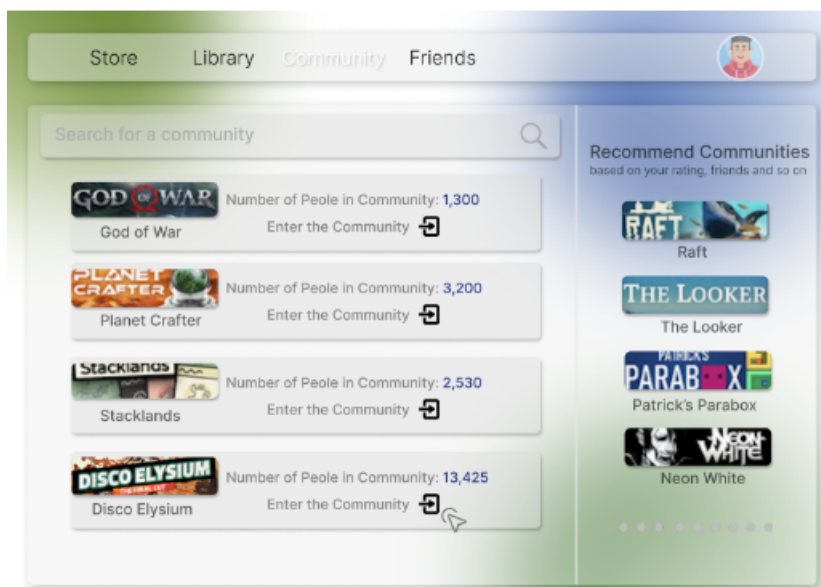 Store Library Community Friends
Search for a community
GOD OF WAR
God of War
Number of Peole in Community: 1,300
Enter the Community
PLANET
CRAFTER
Planet Crafter
Number of Peole in Community: 3,200
Enter the Community
Stacklands
Stacklands
Number of Peole in Community: 2,530
Enter the Community
DISCO ELYSIUM
THE FINAL CUT
Disco Elysium
Number of Peole in Community: 13,425
Enter the Community
Recommend Communities
based on your rating, friends and so on
RAFT
Raft
THE LOOKER
The Looker
PATRICK'S
PARABOX
Patrick's Parabox
NEON
WHITE
Neon White